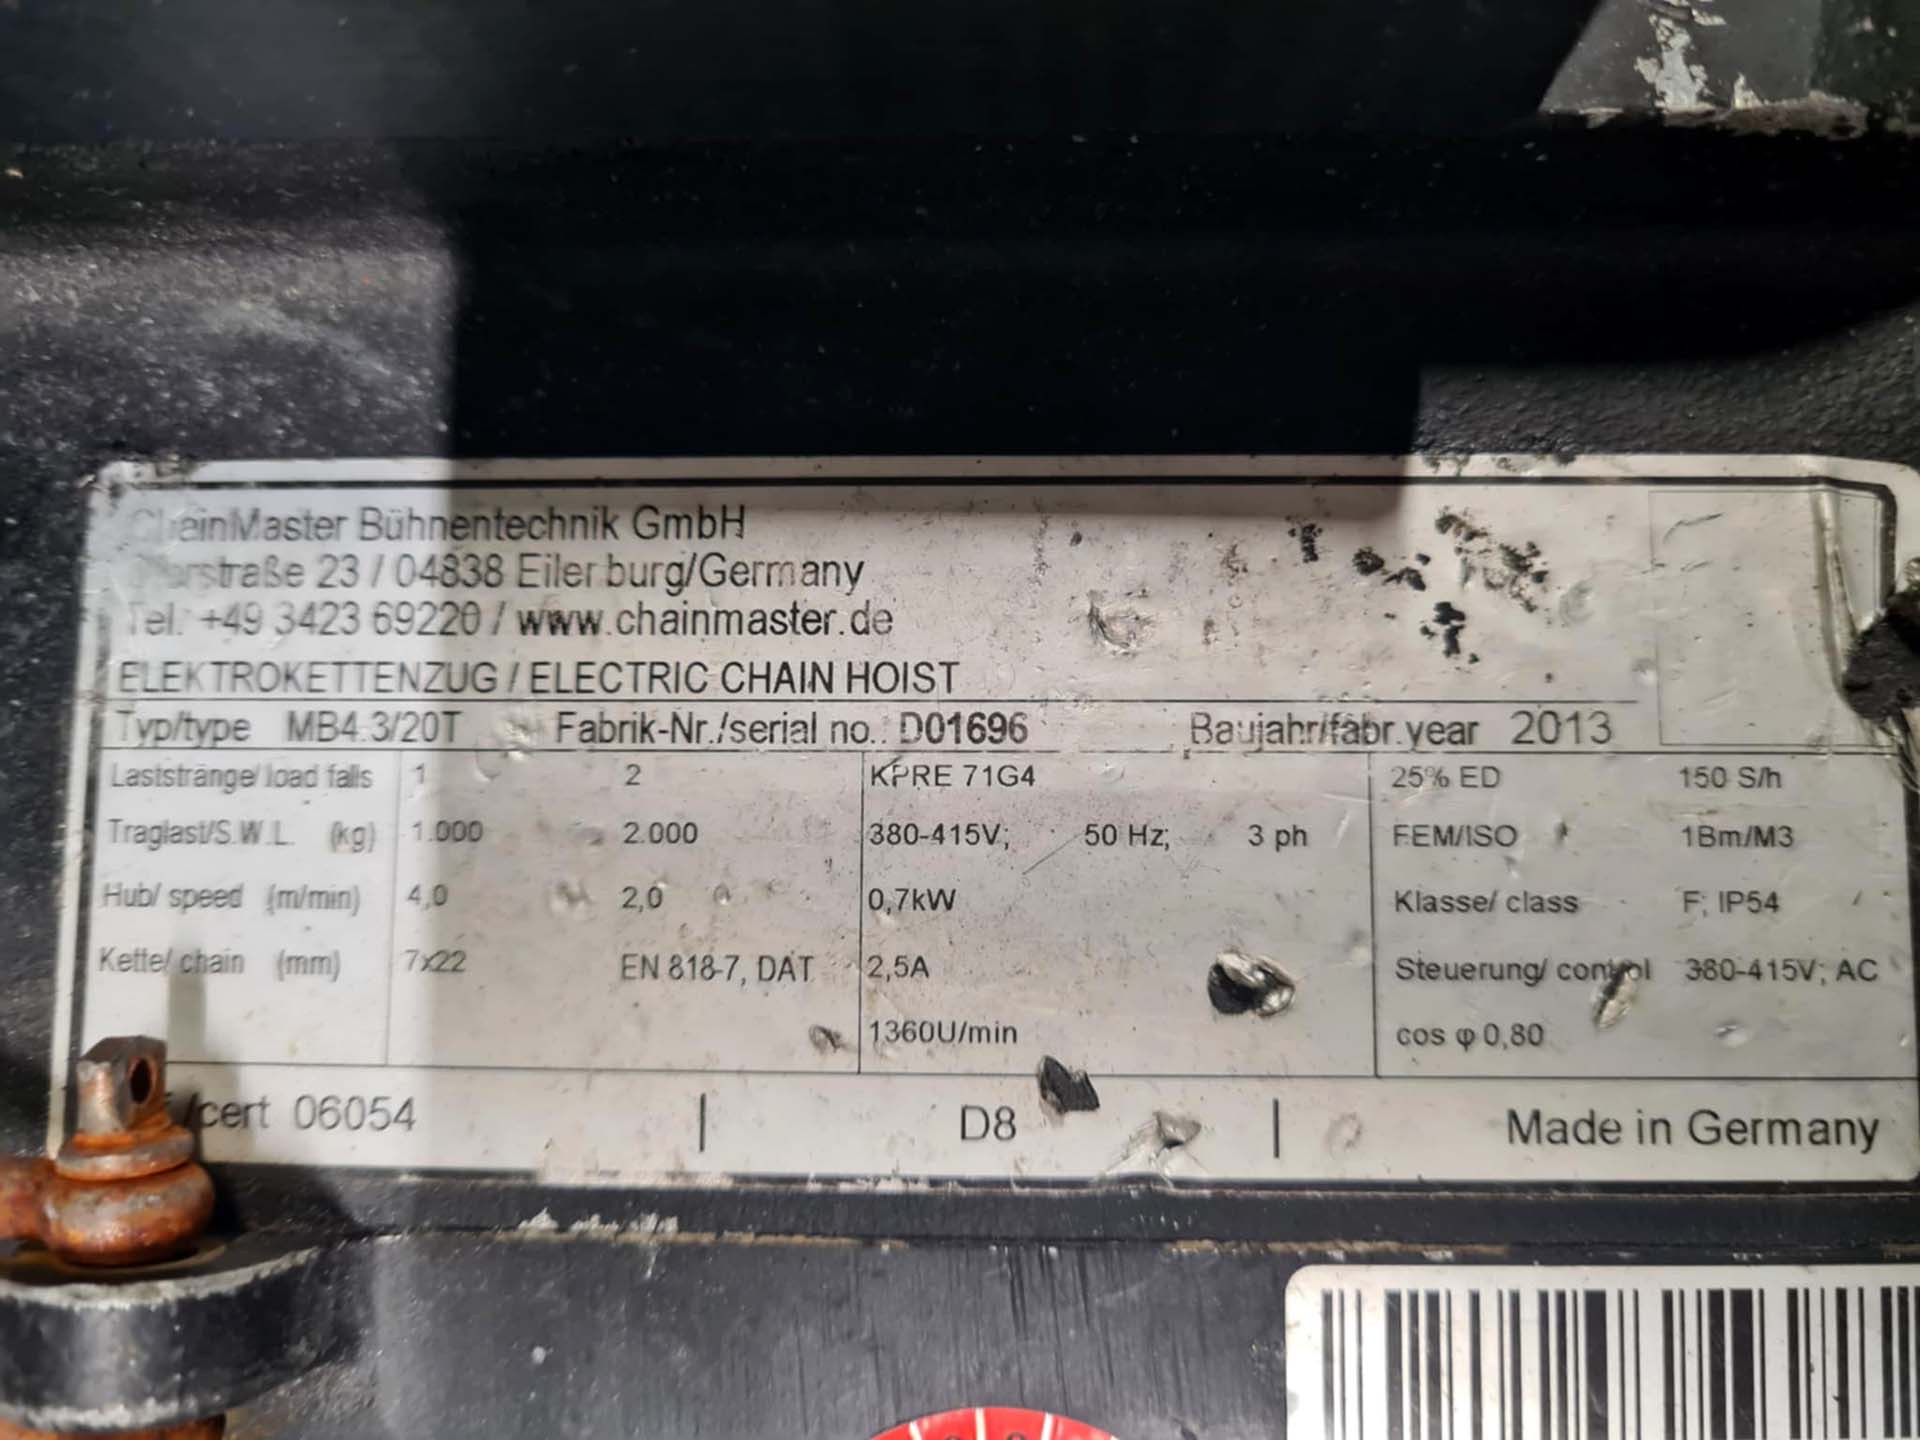 ChainMaster Bühnentechnik GmbH
23 / 04838 Eilenburg/Germany
Tel.: +49 3423 69220 / www.chainmaster.de
ELEKTROKETTENZUG / ELECTRIC CHAIN HOIST
Typ/type MB4.3/20T Fabrik-Nr./serial no.: D01696 Baujahr/fabr.year 2013
Laststränge/ load falls 1 2 KPRE 71G4 25% ED 150 S/h
Traglast/S.W.L. (kg) 1.000 2.000 380-415V; 50 Hz; 3 ph FEM/ISO 1Bm/M3
Hub/ speed (m/min) 4,0 2,0 0,7kW Klasse/ class F; IP54
Kette/ chain (mm) 7x22 EN 818-7, DAT 2,5A Steuerung/ control 380-415V; AC
1360U/min cos φ 0,80
/cert 06054 | D8 | Made in Germany